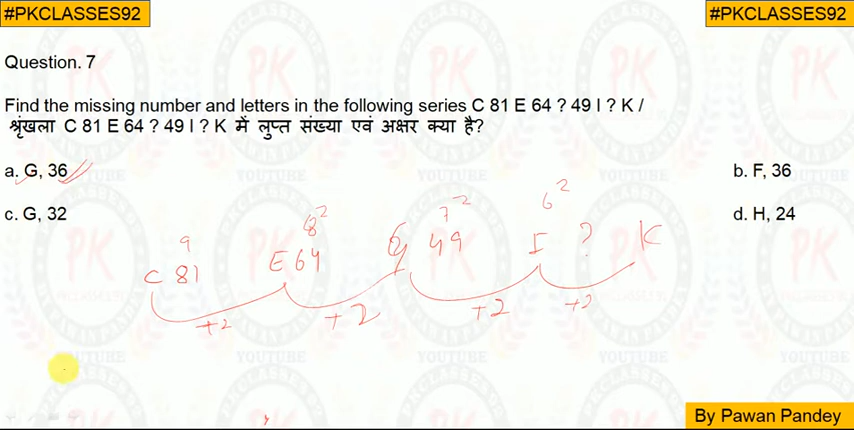 #PKCLASSES92 #PKCLASSES92
Question. 7
Find the missing number and letters in the following series C 81 E 64 ? 49 I ? K /
श्रृंखला C 81 E 64 ? 49 I ? K में लुप्त संख्या एवं अक्षर क्या है?
a. G, 36 b. F, 36
c. G, 32 d. H, 24
9 8² 7² 6²
C 81 E 64 G 49 I ? K
+2 +2 +2 +2
By Pawan Pandey